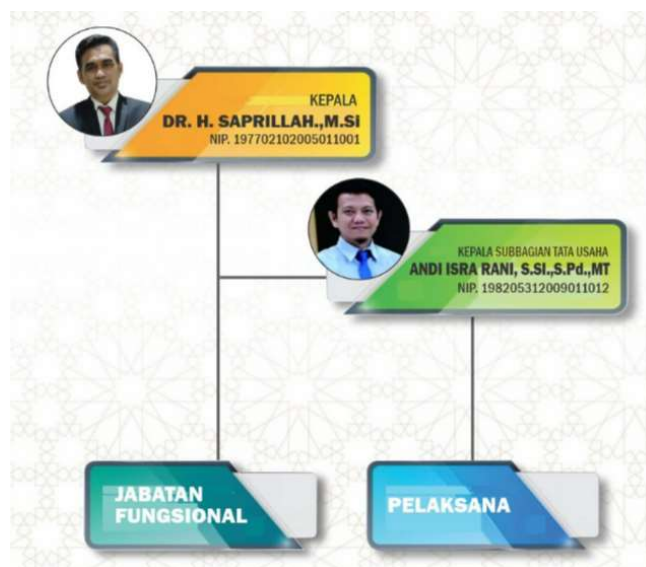 KEPALA
DR. H. SAPRILLAH.,M.Si
NIP. 197702102005011001
KEPALA SUBBAGIAN TATA USAHA
ANDI ISRA RANI, S.SI.,S.Pd.,MT
NIP. 198205312009011012
JABATAN
FUNGSIONAL
PELAKSANA